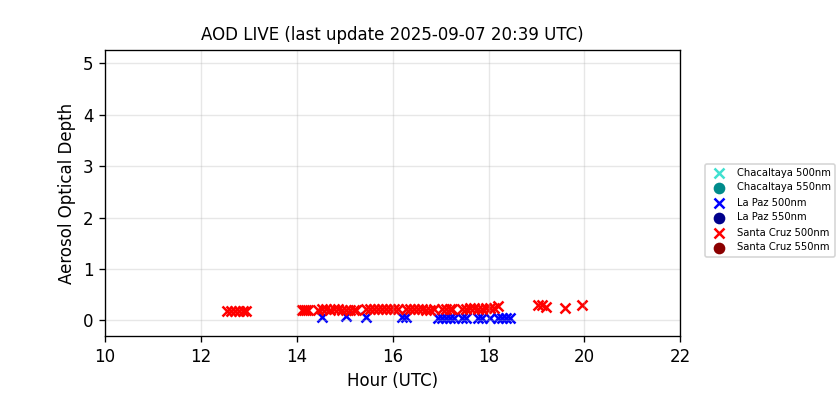 AOD LIVE (last update 2025-09-07 20:39 UTC)
Aerosol Optical Depth
5
4
3
2
1
0
10 12 14 16 18 20 22
Hour (UTC)
Chacaltaya 500nm
Chacaltaya 550nm
La Paz 500nm
La Paz 550nm
Santa Cruz 500nm
Santa Cruz 550nm